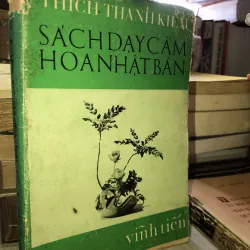 THÍCH THANH KIỂM
SÁCH DẠY CẮM
HOA NHẬT BẢN
vĩnh tiến